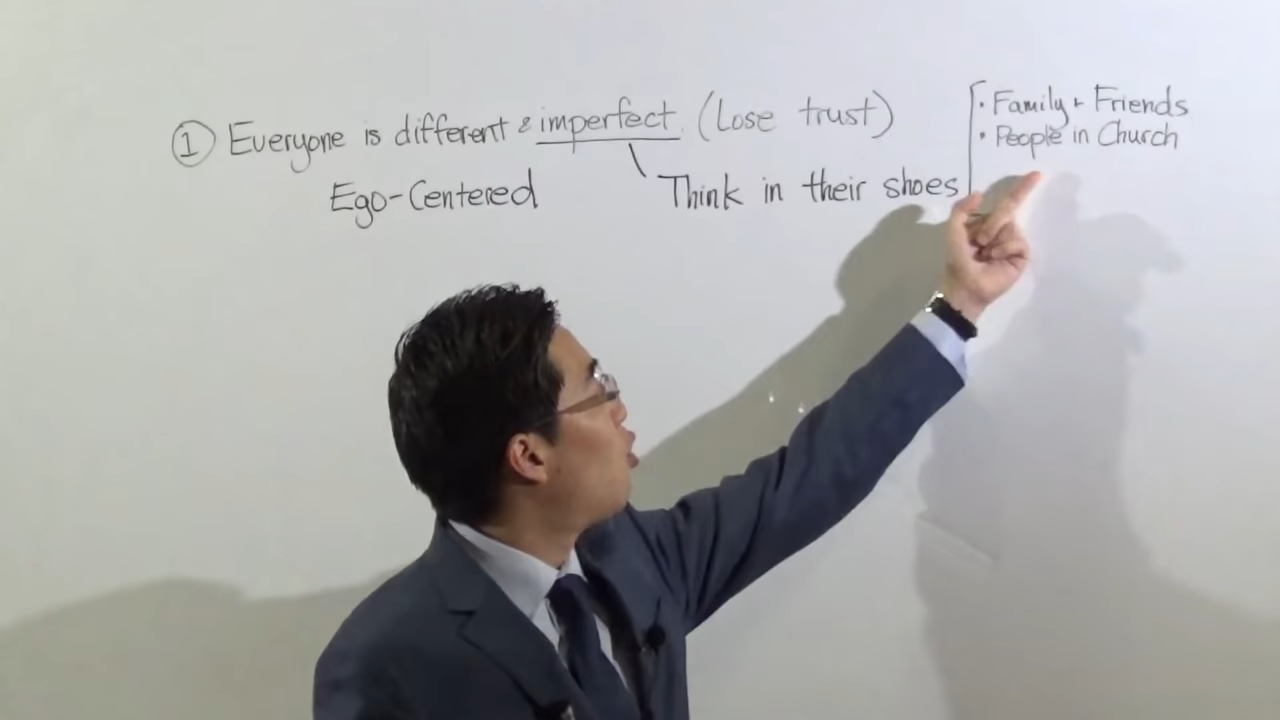 ① Everyone is different & imperfect. (Lose trust)
Ego-Centered
Think in their shoes
· Family + Friends
· People in Church